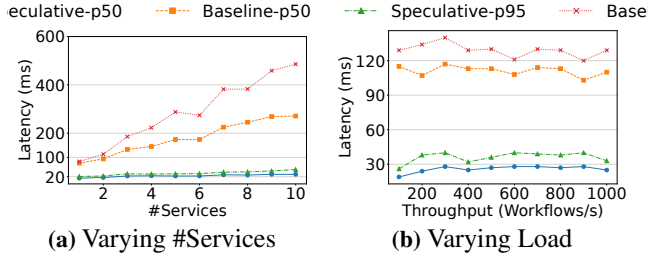 eculative-p50 Baseline-p50 Speculative-p95 Base
600
400
200
100
20
Latency (ms)
2 4 6 8 10
#Services
(a) Varying #Services
120
90
60
30
Latency (ms)
200 400 600 800 1000
Throughput (Workflows/s)
(b) Varying Load